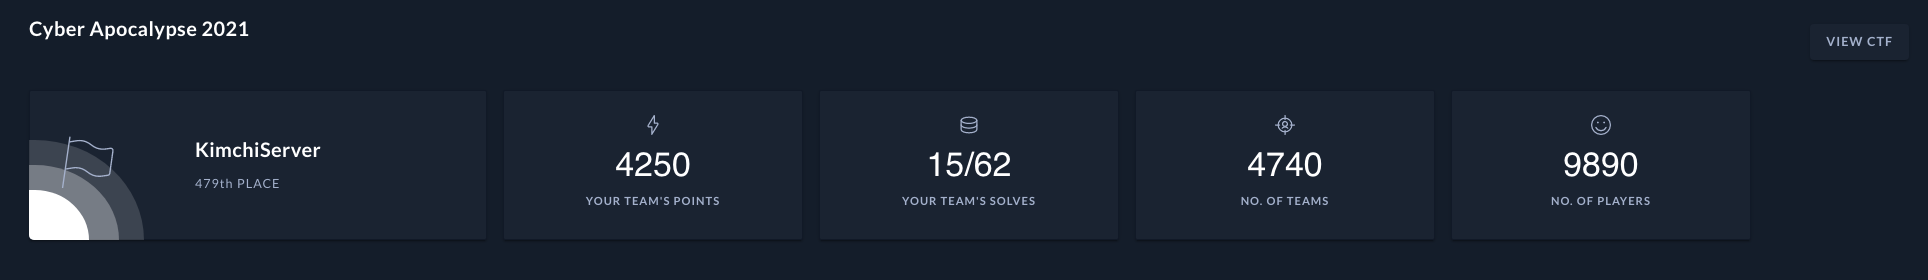 Cyber Apocalypse 2021
VIEW CTF
KimchiServer
479th PLACE
4250
YOUR TEAM'S POINTS
15/62
YOUR TEAM'S SOLVES
4740
NO. OF TEAMS
9890
NO. OF PLAYERS